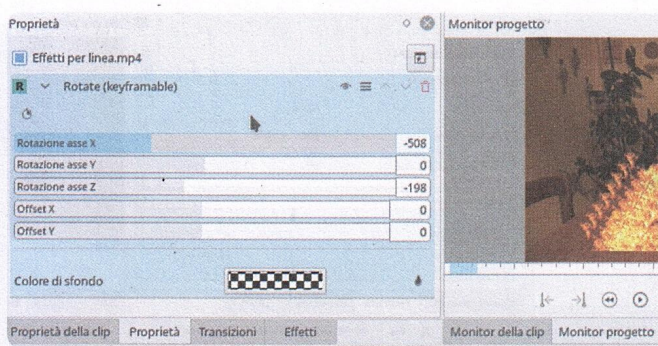 Proprietà
Monitor progetto
Effetti per linea.mp4
R Rotate (keyframable)
Rotazione asse X -508
Rotazione asse Y 0
Rotazione asse Z -198
Offset X 0
Offset Y 0
Colore di sfondo
Proprietà della clip Proprietà Transizioni Effetti
Monitor della clip Monitor progetto